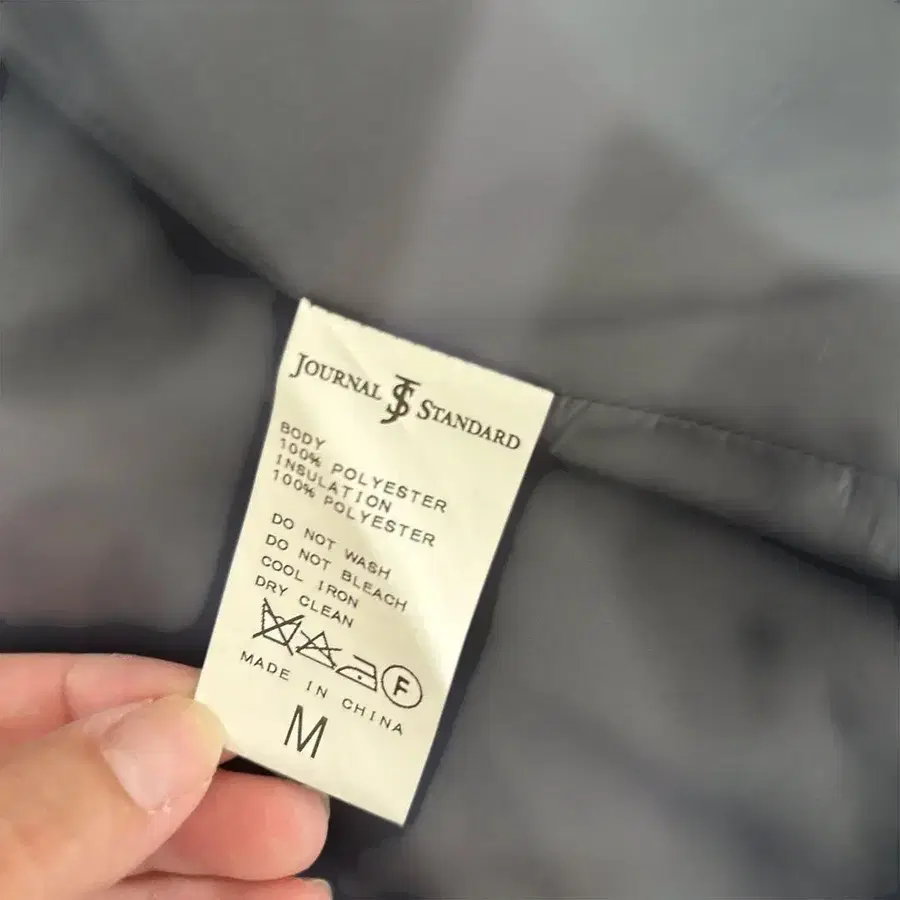 JOURNAL JS STANDARD
BODY
100% POLYESTER
INSULATION
100% POLYESTER
DO NOT WASH
DO NOT BLEACH
COOL IRON
DRY CLEAN
F
MADE IN CHINA
M